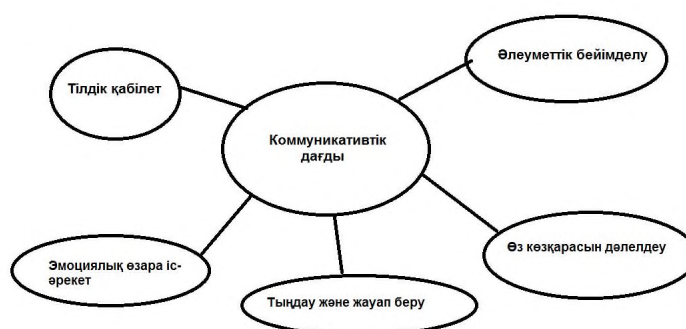 Әлеуметтік бейімделу
Тілдік қабілет
Коммуникативтік
дағды
Өз көзқарасын дәлелдеу
Эмоциялық өзара іс-
әрекет
Тыңдау және жауап беру